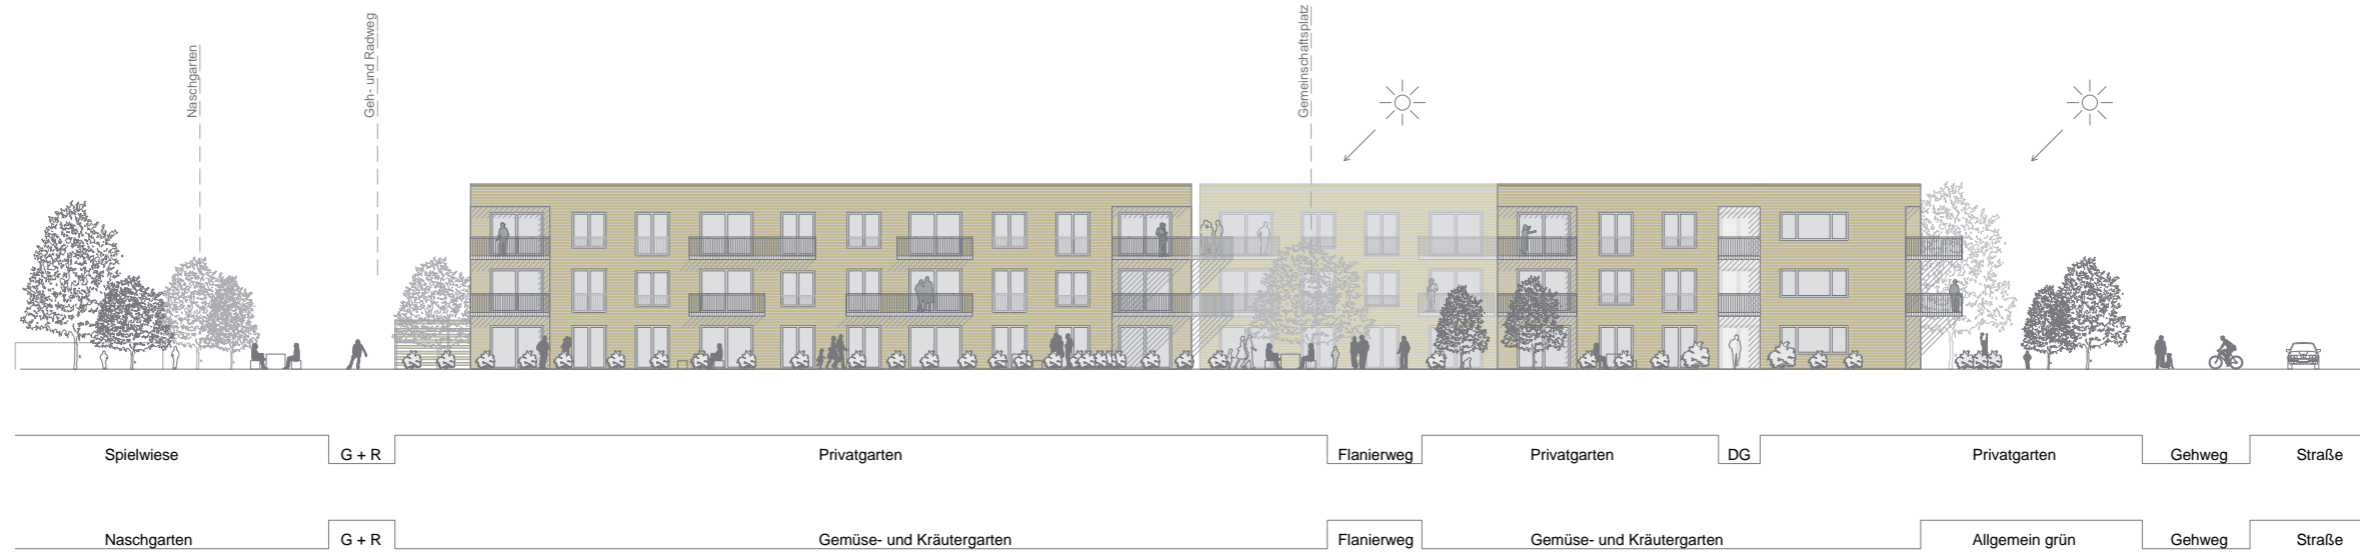 Naschgarten
Geh- und Radweg
Gemeinschaftsplatz
Spielwiese
G + R
Privatgarten
Flanierweg
Privatgarten
DG
Privatgarten
Gehweg
Straße
Naschgarten
G + R
Gemüse- und Kräutergarten
Flanierweg
Gemüse- und Kräutergarten
Allgemein grün
Gehweg
Straße